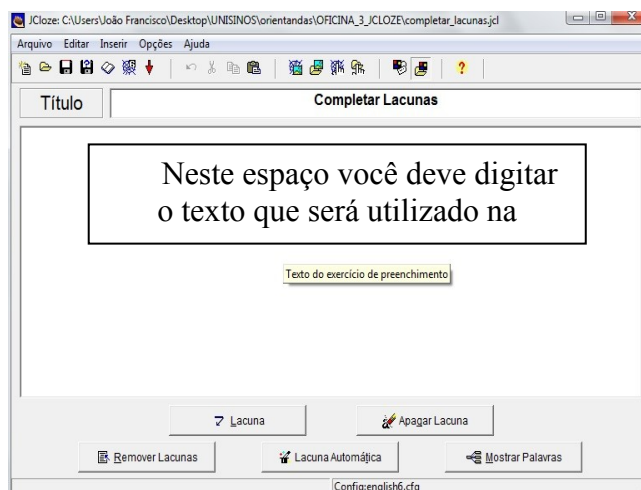 JCloze: C:\Users\João Francisco\Desktop\UNISINOS\orientandas\OFICINA_3_JCLOZE\completar_lacunas.jcl
Arquivo Editar Inserir Opções Ajuda
Título
Completar Lacunas
Neste espaço você deve digitar
o texto que será utilizado na
Texto do exercício de preenchimento
Lacuna Apagar Lacuna
Remover Lacunas Lacuna Automática Mostrar Palavras
Config:english6.cfg